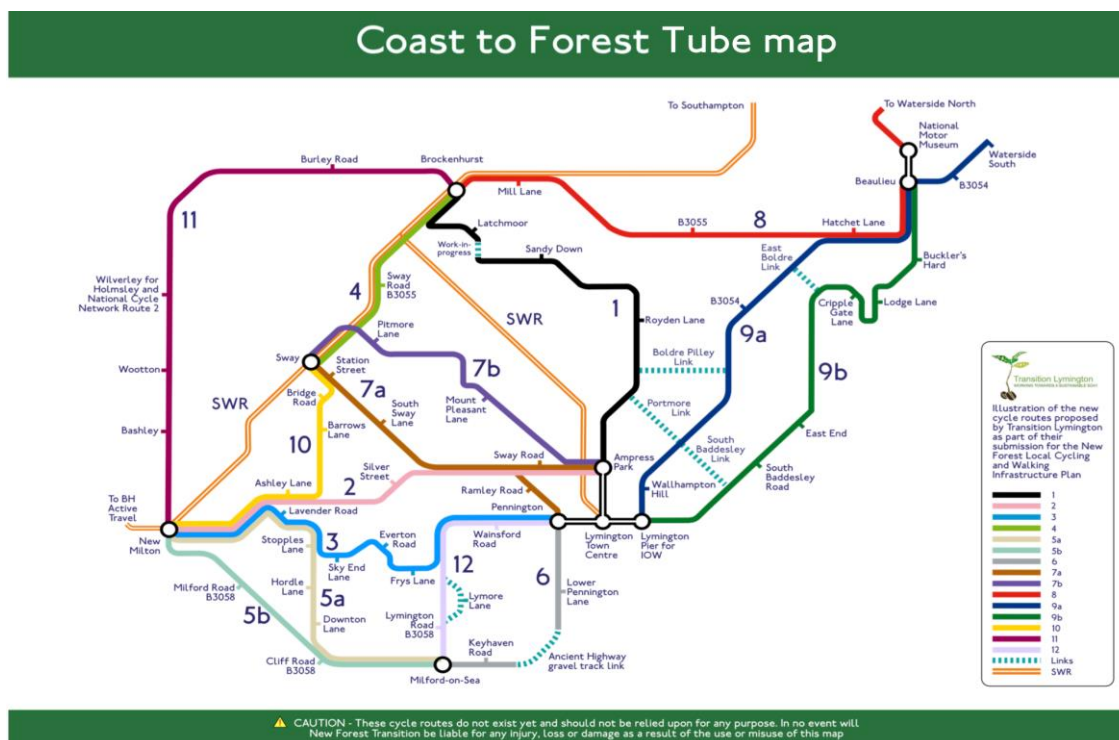 Coast to Forest Tube map
To Southampton
To Waterside North
National
Motor
Museum
Waterside
South
Burley Road
Brockenhurst
Mill Lane
Beaulieu
B3054
11
Latchmoor
B3055
8
Hatchet Lane
Work-in-
progress
Sandy Down
East
Boldre
Link
Buckler's
Hard
Wilverley for
Holmsley and
National Cycle
Network Route 2
4
Sway
Road
B3055
1
B3054
Cripple
Gate
Lane
Lodge Lane
SWR
Royden Lane
9a
Pitmore
Lane
Sway
Station
Street
7b
Boldre Pilley
Link
9b
Wootton
7a
Bridge
Road
Mount
Pleasant
Lane
Portmore
Link
SWR
South
Sway
Lane
Bashley
Barrows
Lane
10
South
Baddesley
Link
East End
Sway Road
Ampress
Park
Silver
Street
South
Baddesley
Road
Ashley Lane
2
Ramley Road
Wallhampton
Hill
To BH
Active
Travel
Lavender Road
Pennington
New
Milton
Stopples
Lane
3
Everton
Road
Wainsford
Road
Lymington
Town
Centre
Lymington
Pier for
IOW
Sky End
Lane
Frys Lane
12
6
Milford Road
B3058
Hordle
Lane
5a
Lymore
Lane
Lower
Pennington
Lane
5b
Downton
Lane
Lymington
Road
B3058
Keyhaven
Road
Cliff Road
B3058
Milford-on-Sea
Ancient Highway
gravel track link
Transition Lymington
Illustration of the new
cycle routes proposed
by Transition Lymington
as part of their
submission for the New
Forest Local Cycling
and Walking
Infrastructure Plan
1
2
3
4
5a
5b
6
7a
7b
8
9a
9b
10
11
12
Links
SWR
CAUTION - These cycle routes do not exist yet and should not be relied upon for any purpose. In no event will
New Forest Transition be liable for any injury, loss or damage as a result of the use or misuse of this map